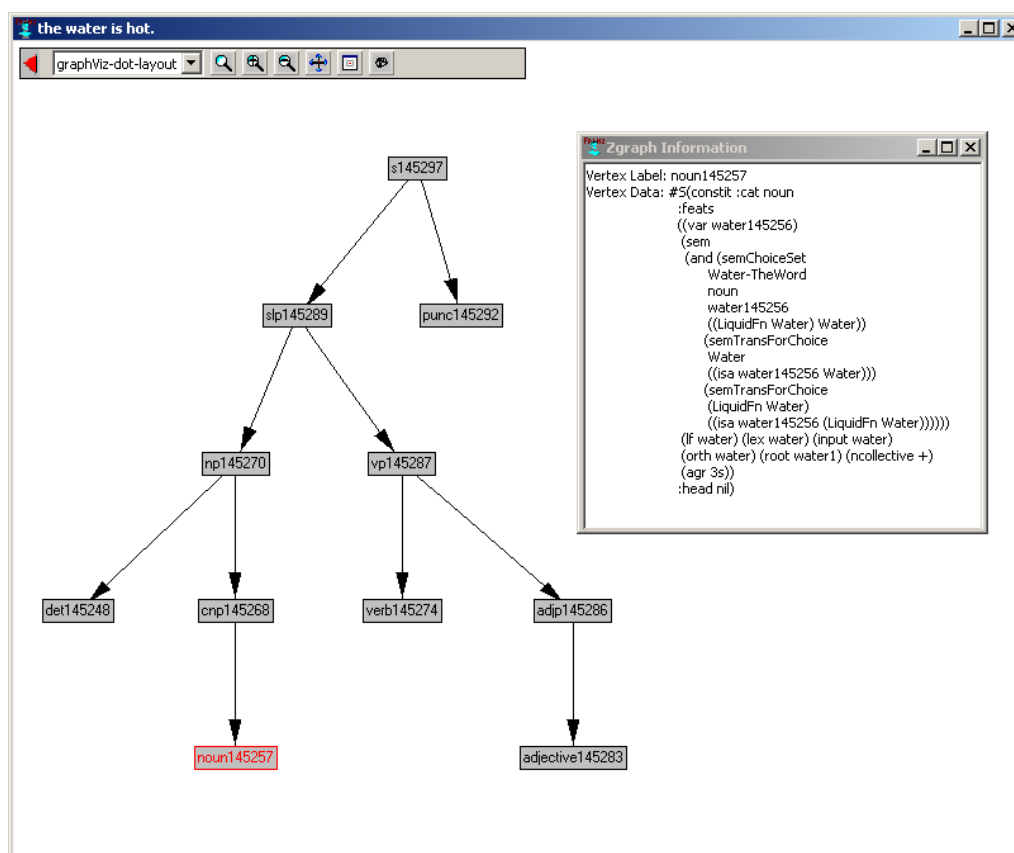 the water is hot.
graphViz-dot-layout
s145297
Zgraph Information
Vertex Label: noun145257
Vertex Data: #S(constit :cat noun
:feats
((var water145256)
(sem
(and (semChoiceSet
Water-TheWord
noun
water145256
((LiquidFn Water) Water))
(semTransForChoice
Water
((isa water145256 Water)))
(semTransForChoice
(LiquidFn Water)
((isa water145256 (LiquidFn Water))))))
(lf water) (lex water) (input water)
(orth water) (root water1) (ncollective +)
(agr 3s))
:head nil)
slp145289 punc145292
np145270 vp145287
det145248 cnp145268 verb145274 adjp145286
noun145257 adjective145283